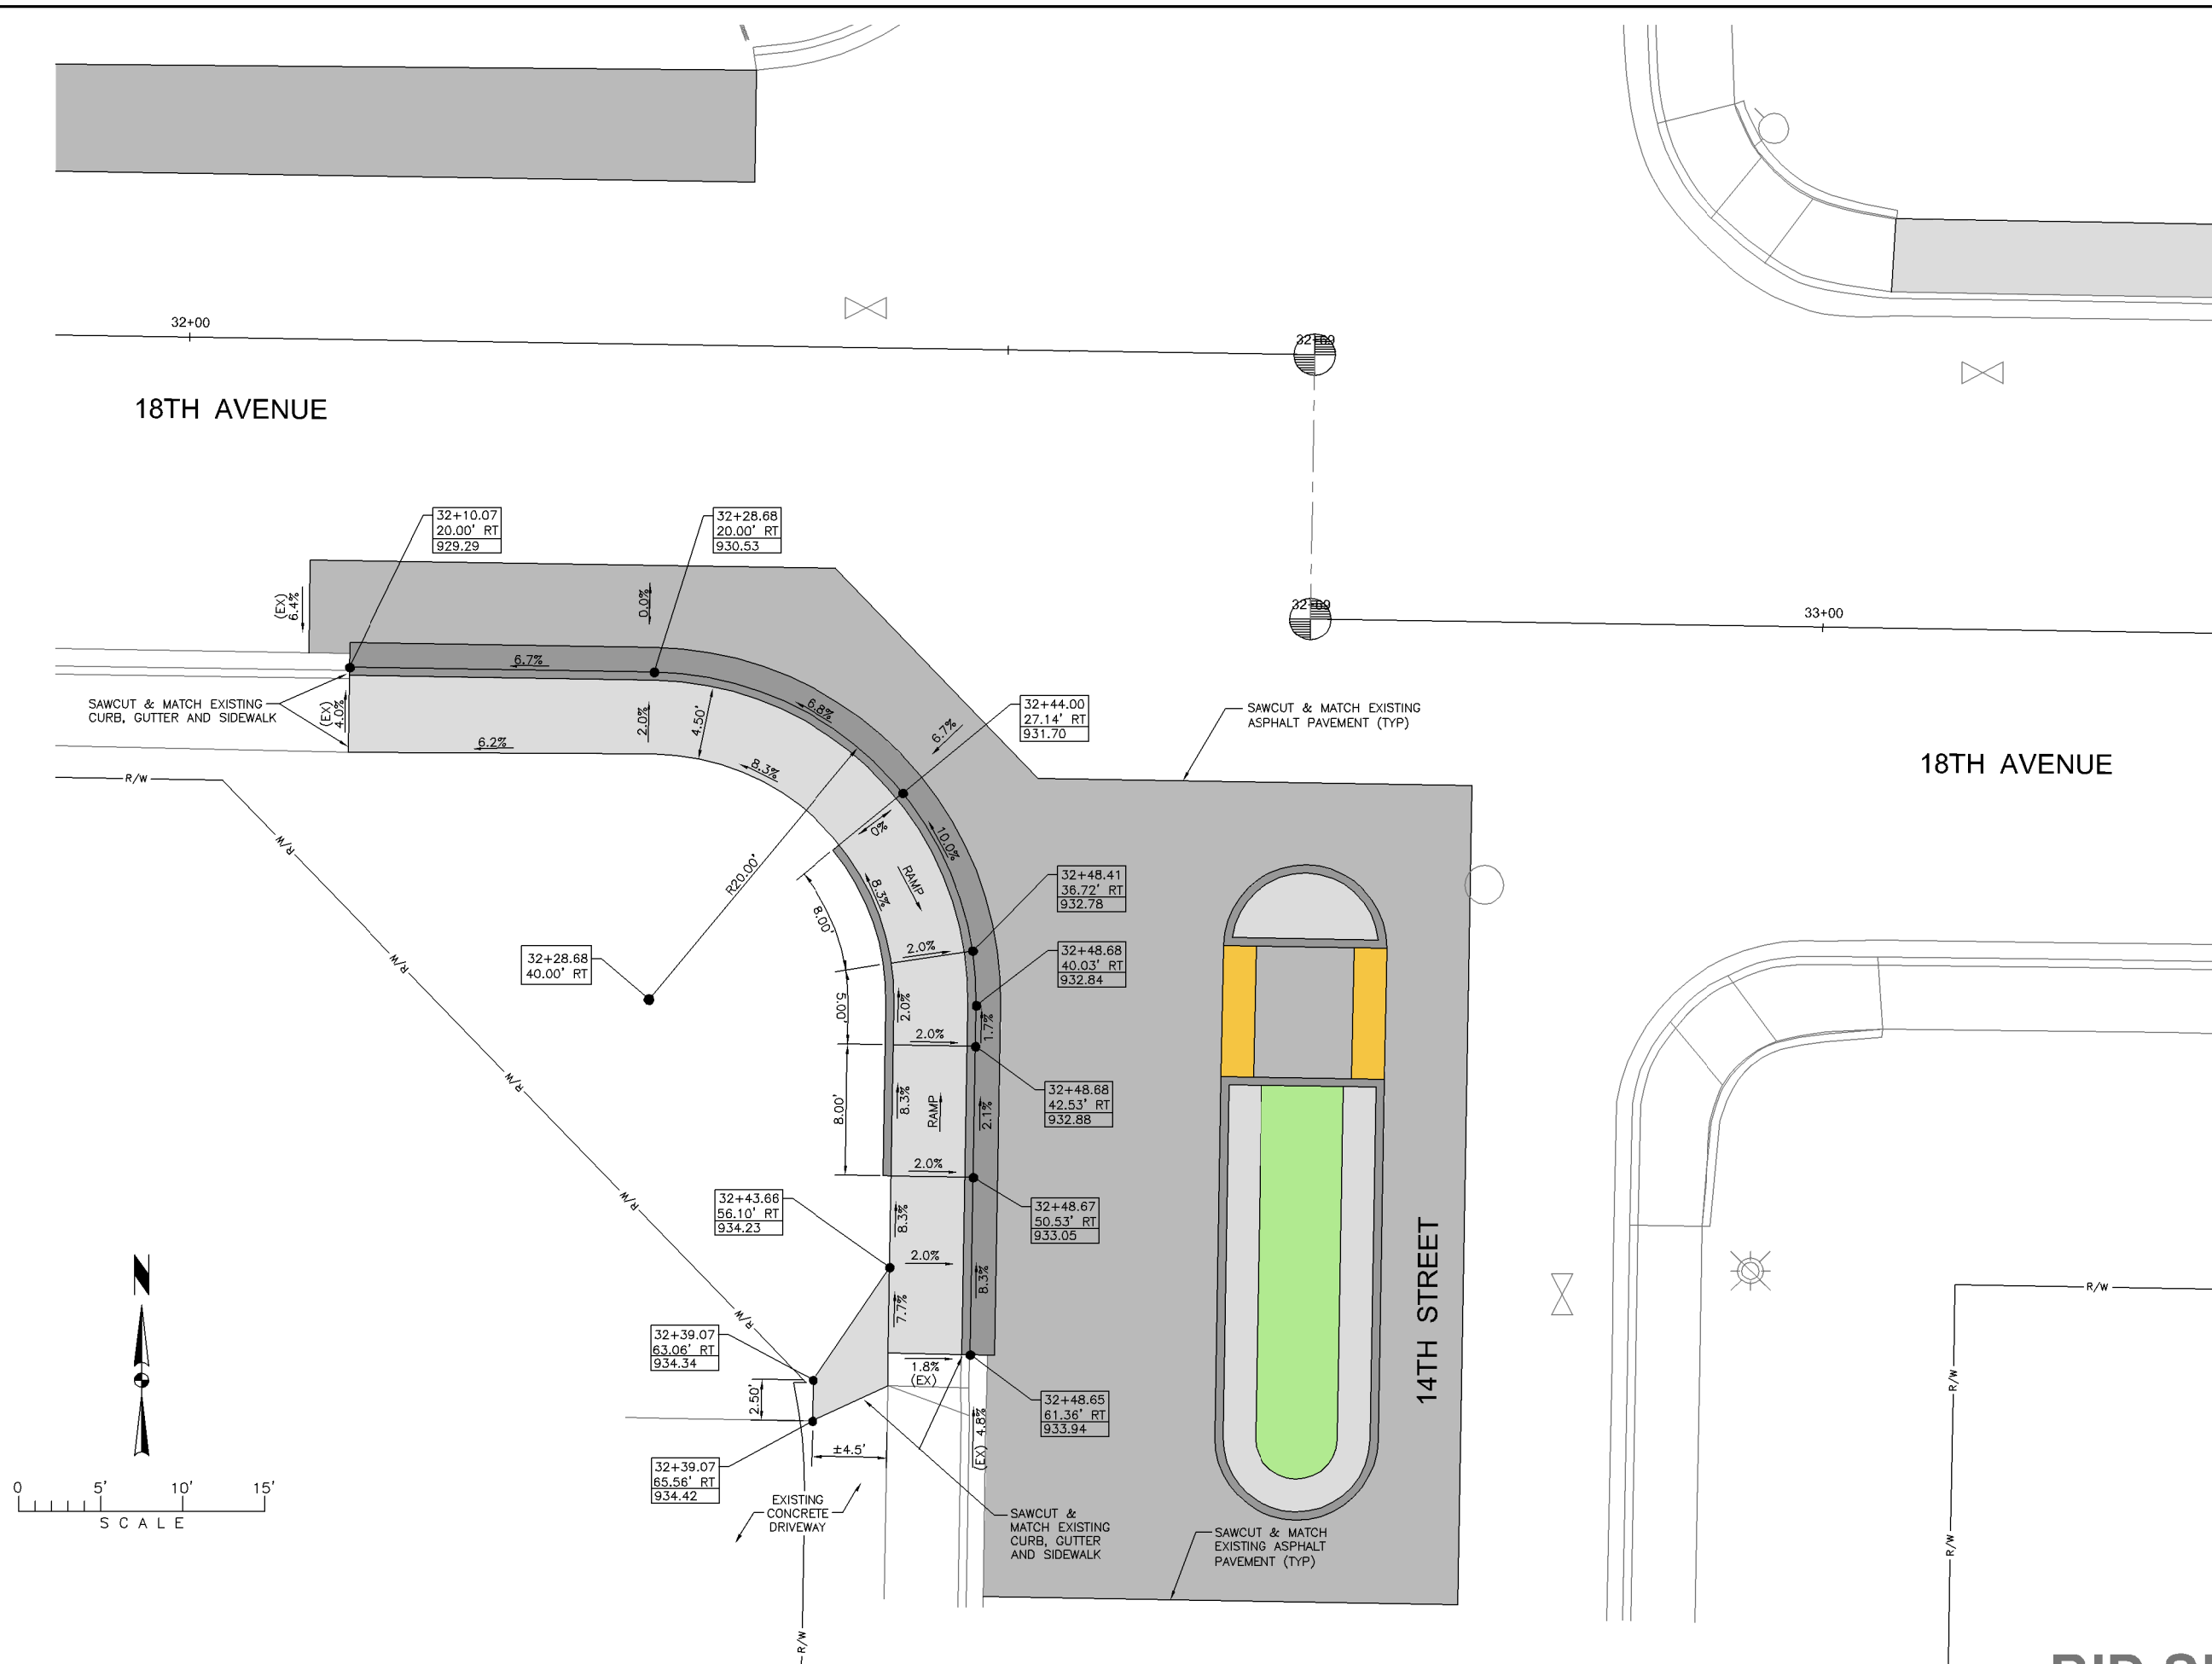 32+00
32+69
18TH AVENUE
32+10.07
20.00' RT
929.29
32+28.68
20.00' RT
930.53
(EX)
6.4%
0.0%
32+69
33+00
6.7%
SAWCUT & MATCH EXISTING
CURB, GUTTER AND SIDEWALK
(EX)
4.0%
2.0%
4.50'
6.8%
6.7%
32+44.00
27.14' RT
931.70
SAWCUT & MATCH EXISTING
ASPHALT PAVEMENT (TYP)
6.2%
8.3%
18TH AVENUE
R/W
R/W
0%
10.0%
R20.00'
8.3%
RAMP
8.00'
32+48.41
36.72' RT
932.78
2.0%
32+28.68
40.00' RT
32+48.68
40.03' RT
932.84
R/W
5.00'
2.0%
1.7%
2.0%
R/W
8.00'
8.3%
RAMP
2.1%
32+48.68
42.53' RT
932.88
2.0%
R/W
32+43.66
56.10' RT
934.23
8.3%
32+48.67
50.53' RT
933.05
2.0%
8.3%
14TH STREET
N
R/W
7.7%
R/W
32+39.07
63.06' RT
934.34
1.8%
(EX)
2.50'
32+48.65
61.36' RT
933.94
(EX) 4.8%
R/W
±4.5'
32+39.07
65.56' RT
934.42
0 5' 10' 15'
SCALE
EXISTING
CONCRETE
DRIVEWAY
SAWCUT &
MATCH EXISTING
CURB, GUTTER
AND SIDEWALK
SAWCUT & MATCH
EXISTING ASPHALT
PAVEMENT (TYP)
R/W
R/W